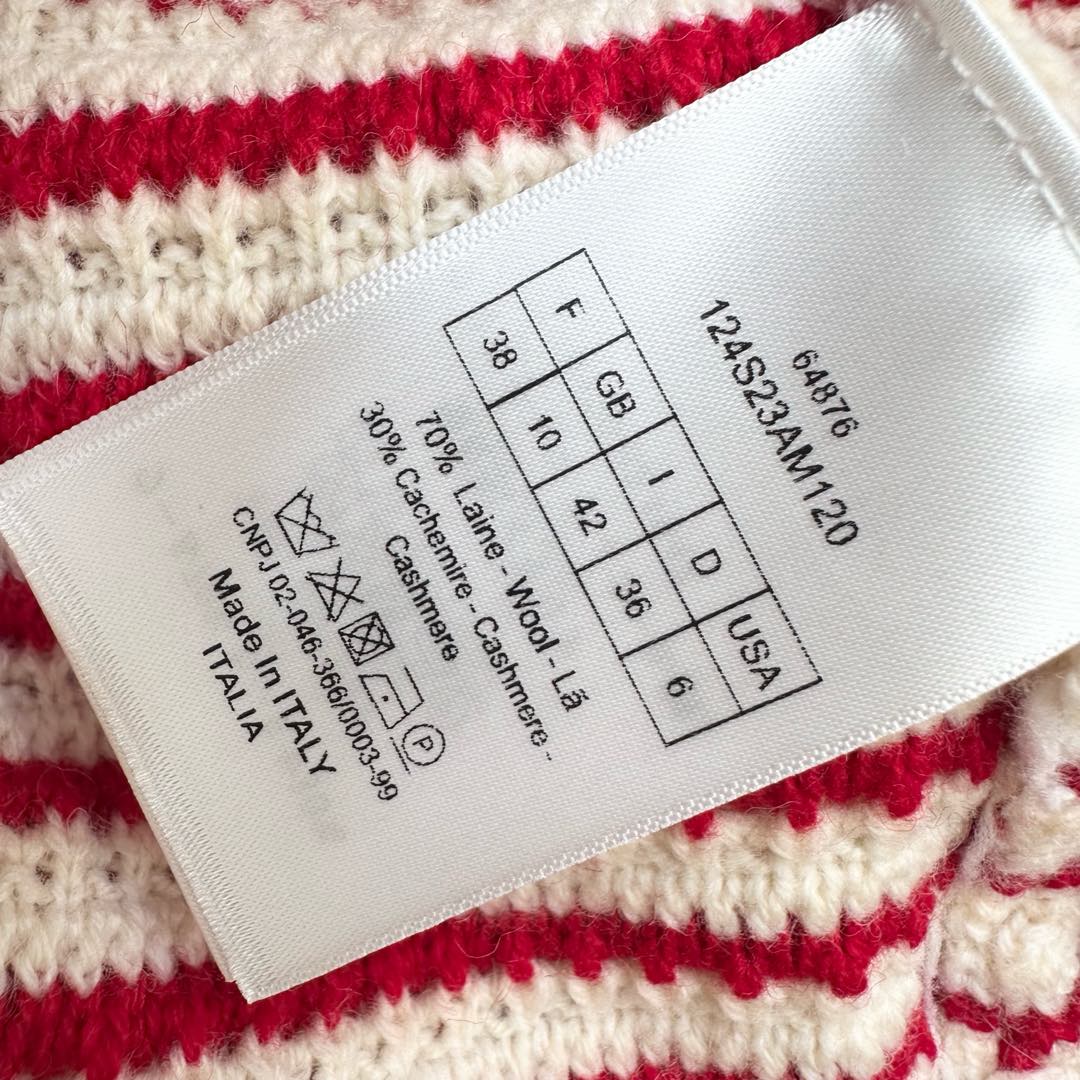 64876
124S23AM120
F GB I D USA
38 10 42 36 6
70% Laine - Wool - Lã
30% Cachemire - Cashmere -
Cashmere
P
CNPJ 02-046-366/0003-99
Made In ITALY
ITALIA